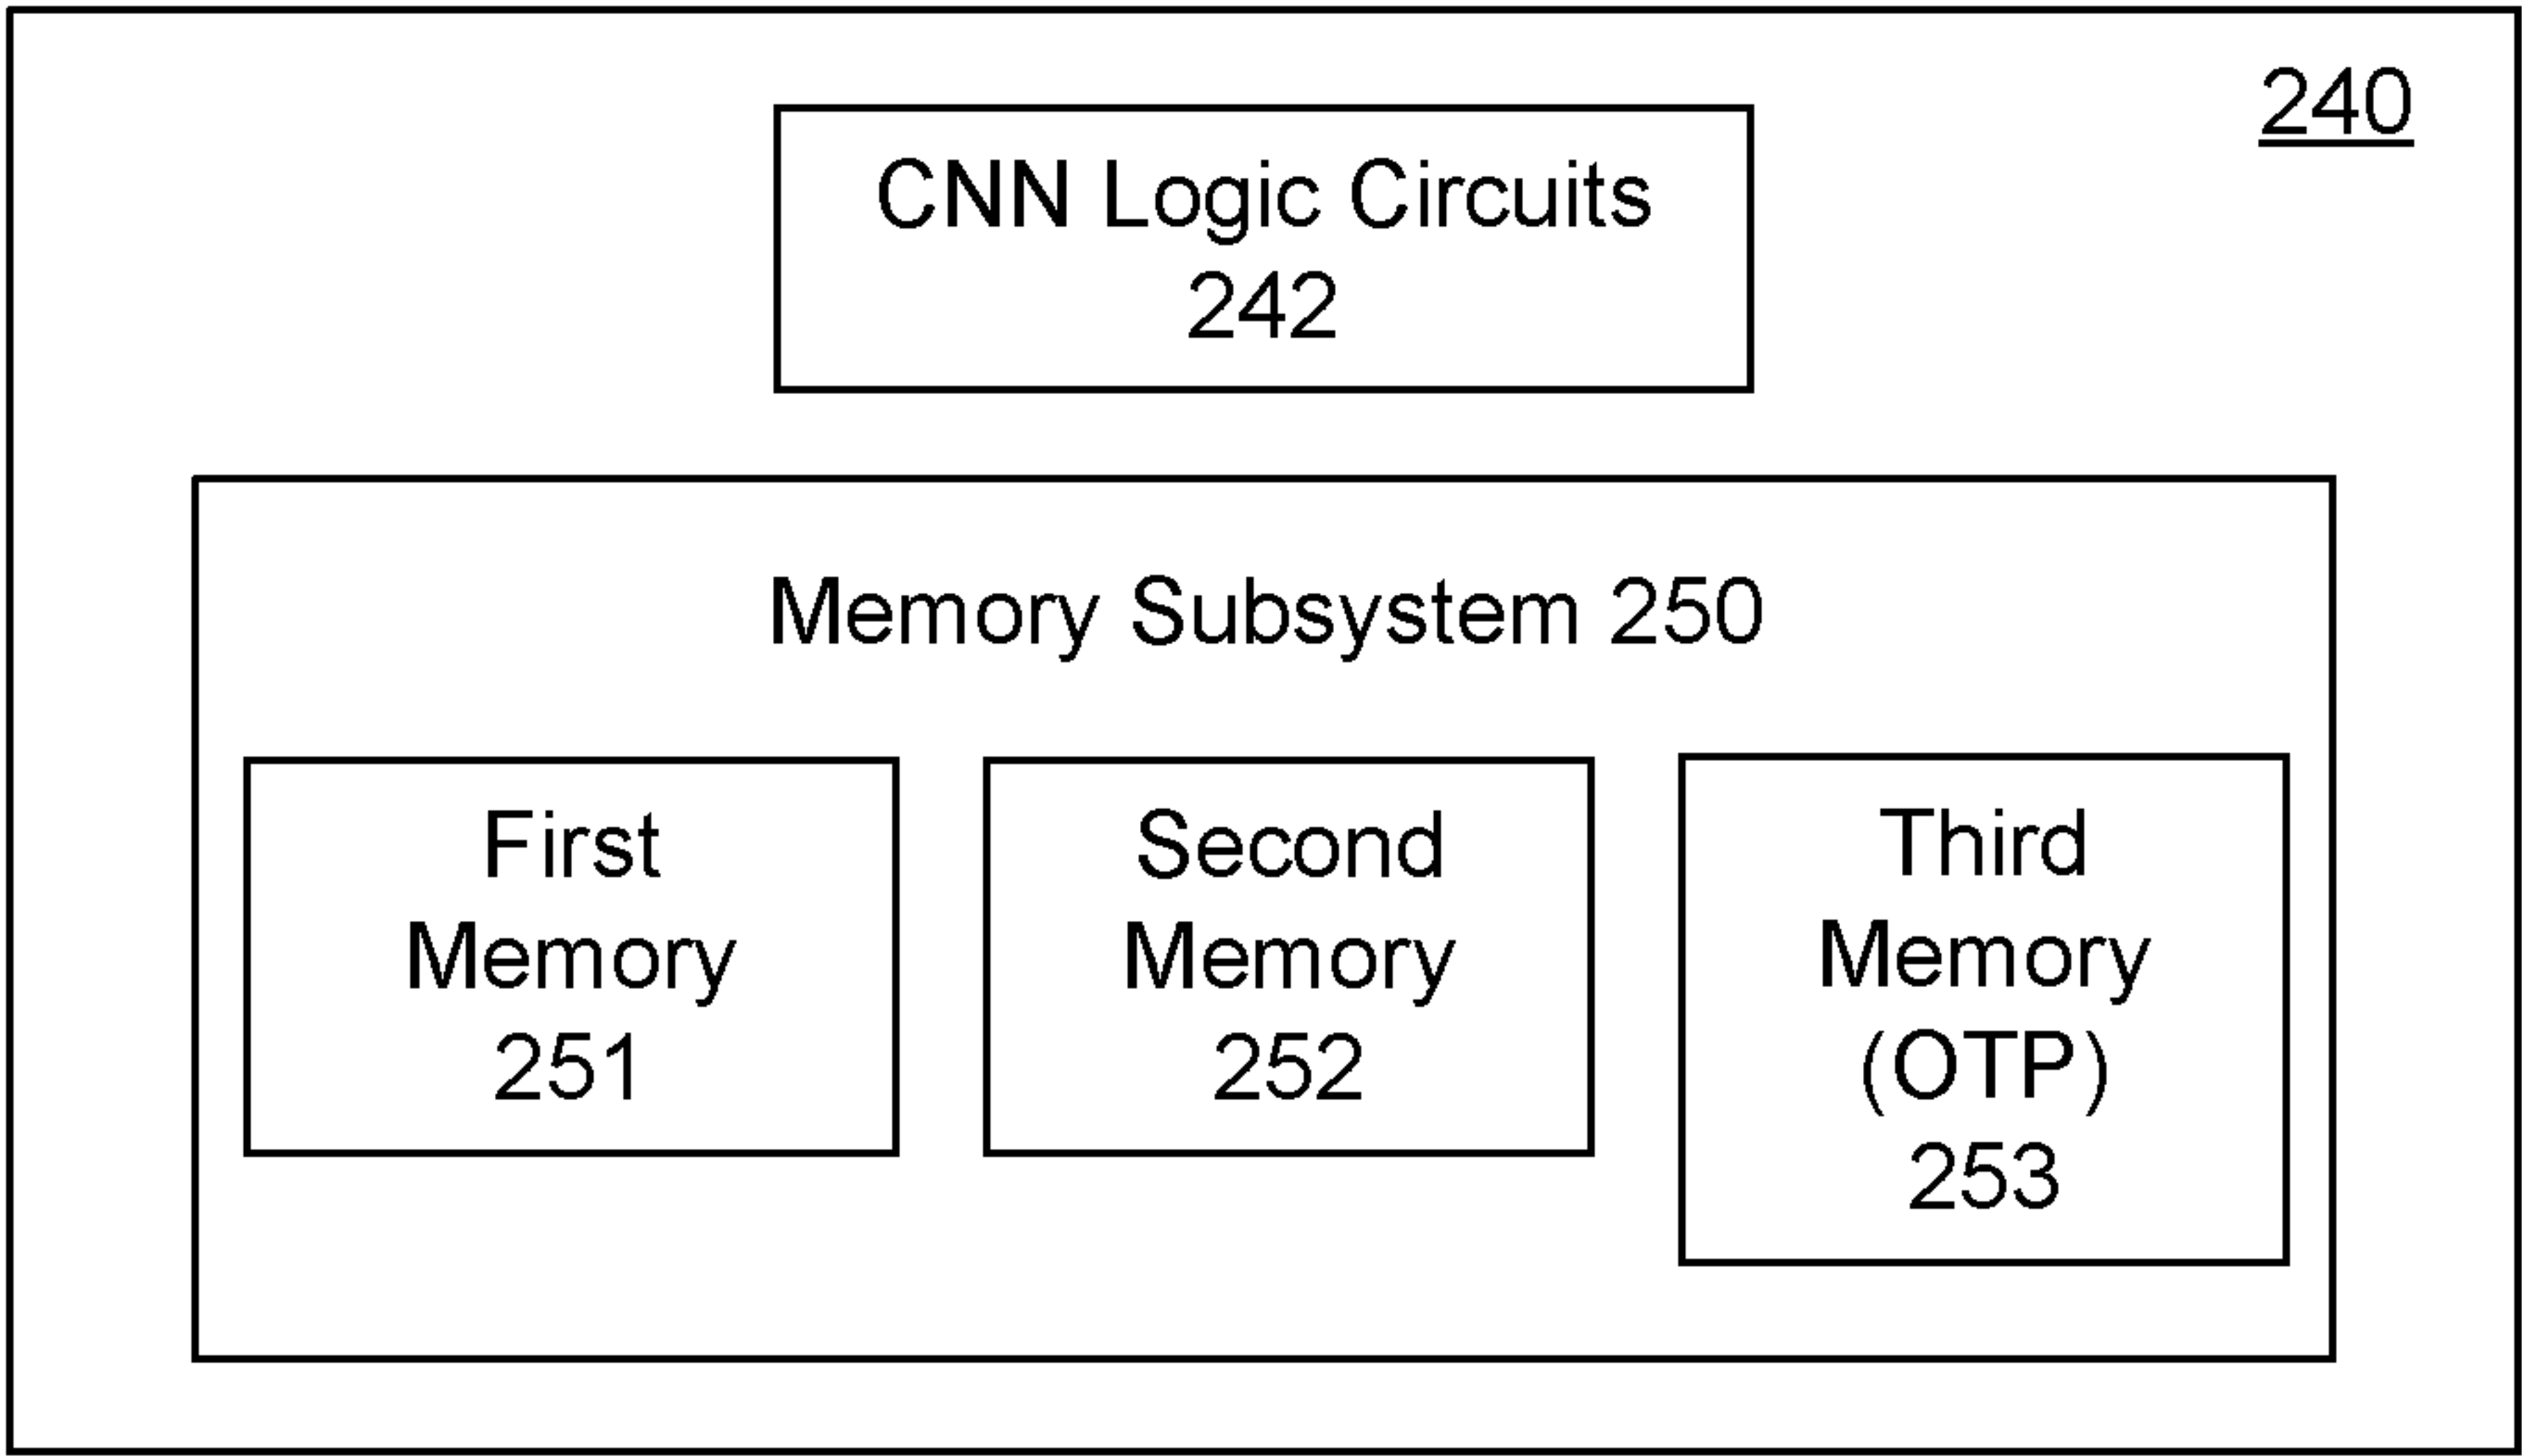 240
CNN Logic Circuits
242
Memory Subsystem 250
First
Memory
251
Second
Memory
252
Third
Memory
(OTP)
253